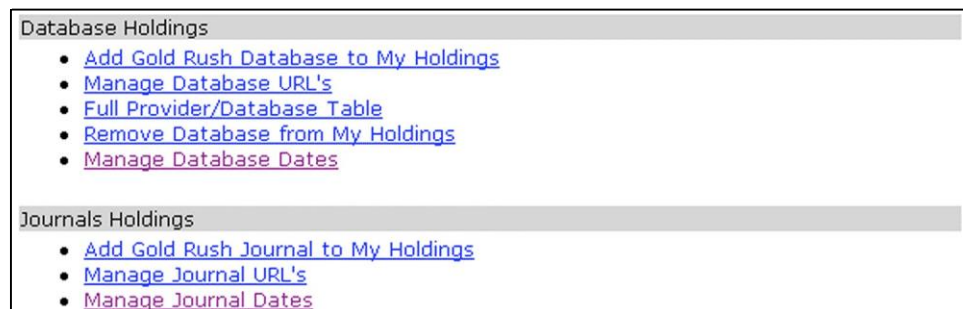 Database Holdings
Add Gold Rush Database to My Holdings
Manage Database URL's
Full Provider/Database Table
Remove Database from My Holdings
Manage Database Dates
Journals Holdings
Add Gold Rush Journal to My Holdings
Manage Journal URL's
Manage Journal Dates